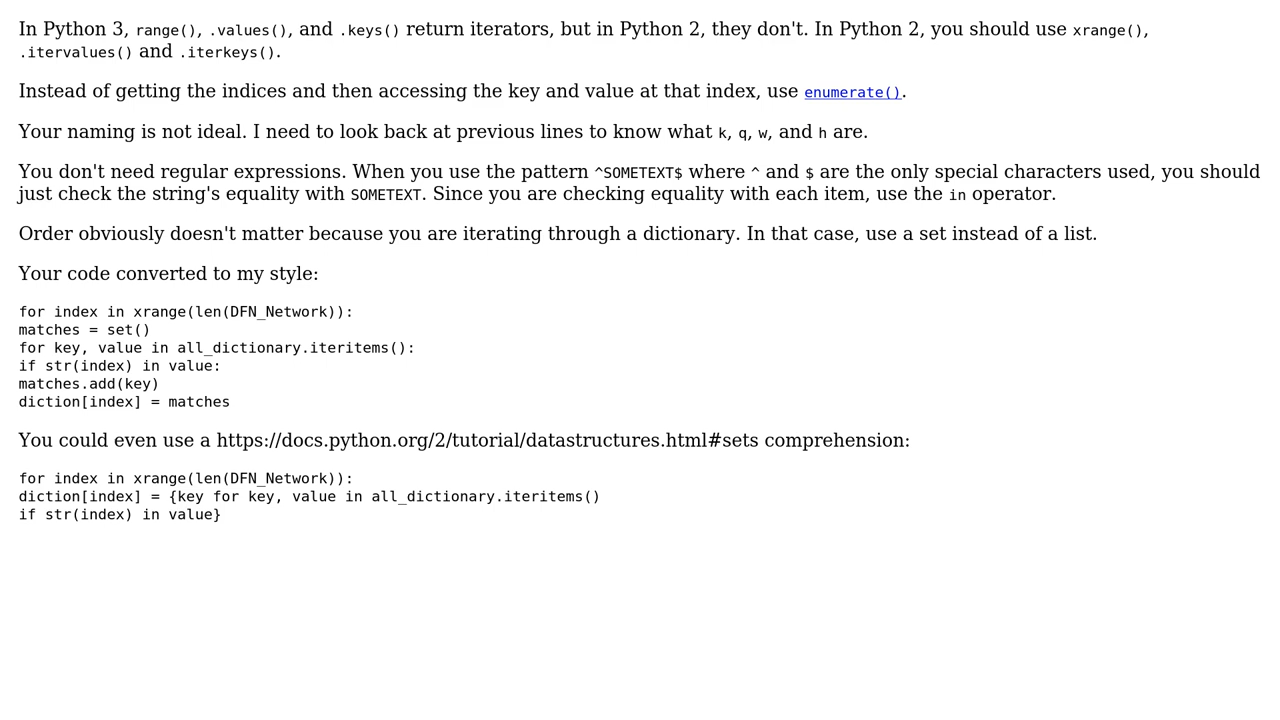 In Python 3, range(), .values(), and .keys() return iterators, but in Python 2, they don't. In Python 2, you should use xrange(),
.itervalues() and .iterkeys().
Instead of getting the indices and then accessing the key and value at that index, use enumerate().
Your naming is not ideal. I need to look back at previous lines to know what k, q, w, and h are.
You don't need regular expressions. When you use the pattern ^SOMETEXT$ where ^ and $ are the only special characters used, you should
just check the string's equality with SOMETEXT. Since you are checking equality with each item, use the in operator.
Order obviously doesn't matter because you are iterating through a dictionary. In that case, use a set instead of a list.
Your code converted to my style:
for index in xrange(len(DFN_Network)):
matches = set()
for key, value in all_dictionary.iteritems():
if str(index) in value:
matches.add(key)
diction[index] = matches
You could even use a https://docs.python.org/2/tutorial/datastructures.html#sets comprehension:
for index in xrange(len(DFN_Network)):
diction[index] = {key for key, value in all_dictionary.iteritems()
if str(index) in value}